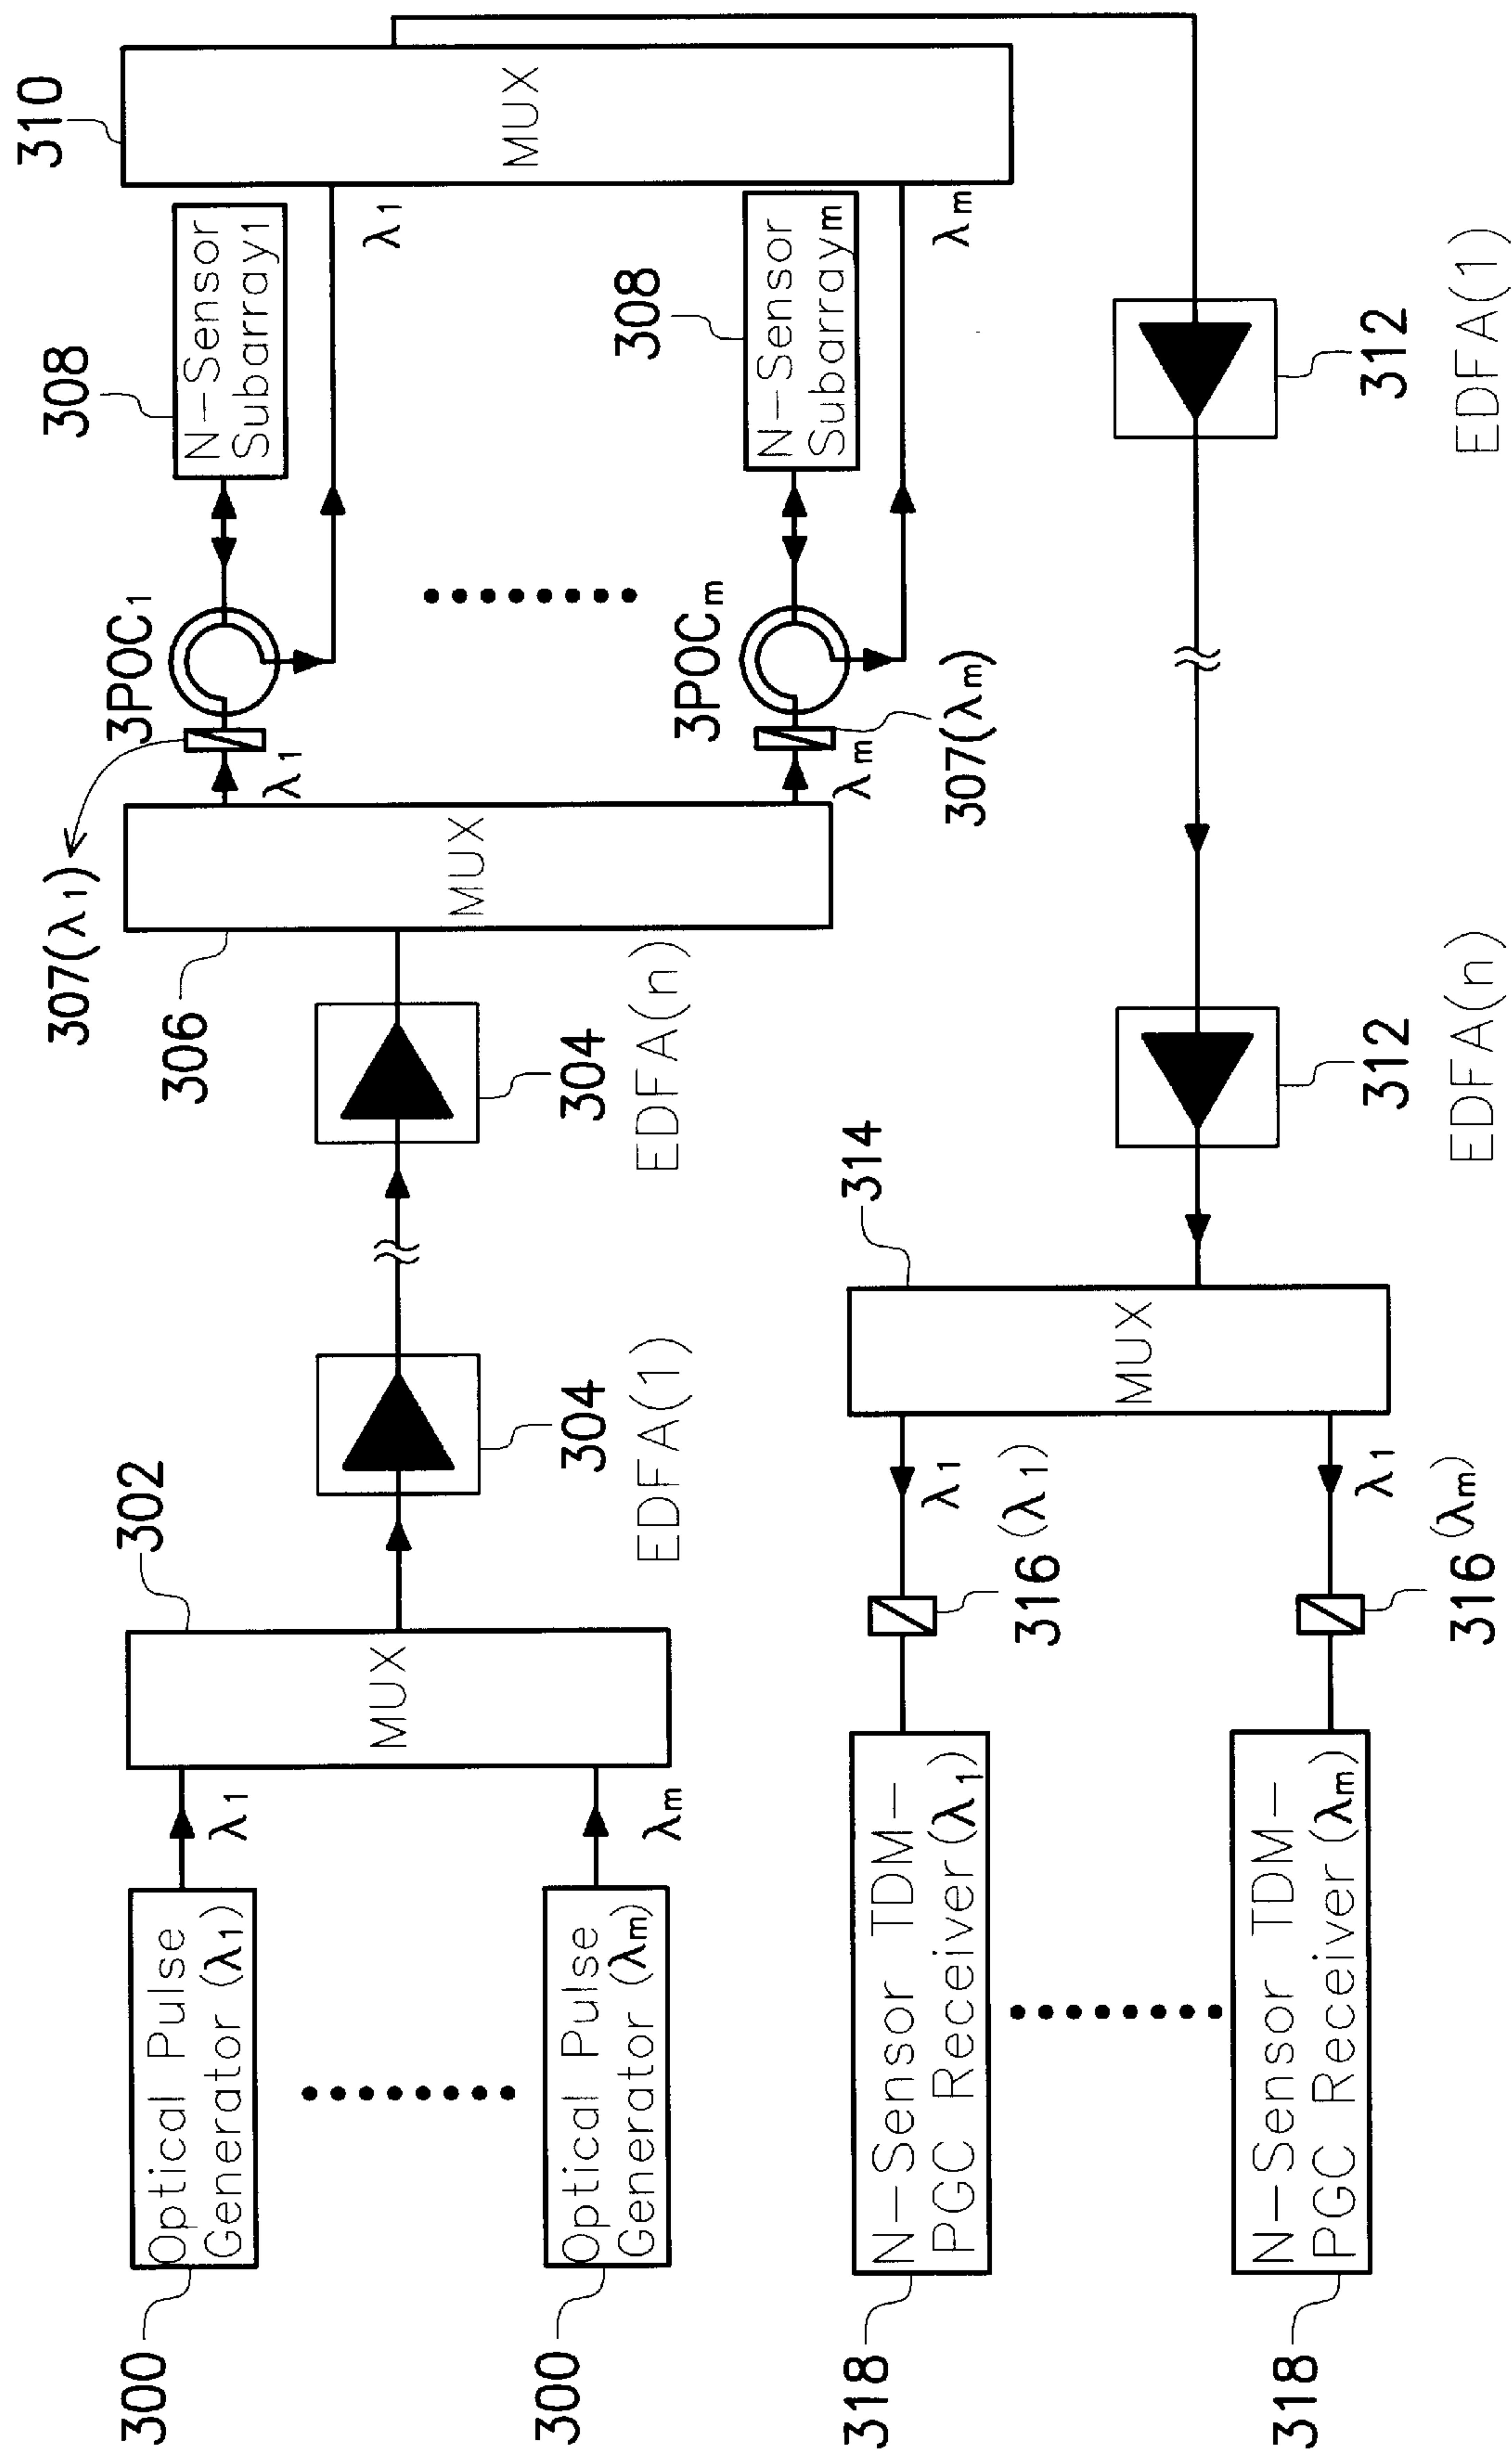 300
Optical Pulse
Generator (λ1)
λ1
300
Optical Pulse
Generator (λm)
λm
302
MUX
304
EDFA(1)
304
EDFA(n)
306
MUX
307(λ1)
λ1
3POC1
308
N-Sensor
Subarray1
λ1
λm
307(λm)
3POCm
308
N-Sensor
Subarraym
λm
310
MUX
312
EDFA(1)
312
EDFA(n)
314
MUX
λ1
316 (λ1)
λ1
316 (λm)
318
N-Sensor TDM-
PGC Receiver(λ1)
318
N-Sensor TDM-
PGC Receiver(λm)